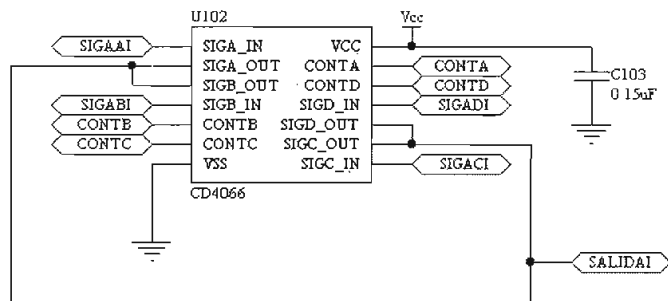 U102
Vcc
SIGAAI
SIGA_IN
VCC
SIGA_OUT
CONTA
CONTA
SIGB_OUT
CONTD
CONTD
C103
SIGABI
SIGB_IN
SIGD_IN
SIGADI
0 15uF
CONTB
CONTB
SIGD_OUT
CONTC
CONTC
SIGC_OUT
VSS
SIGC_IN
SIGACI
CD4066
SALIDAI